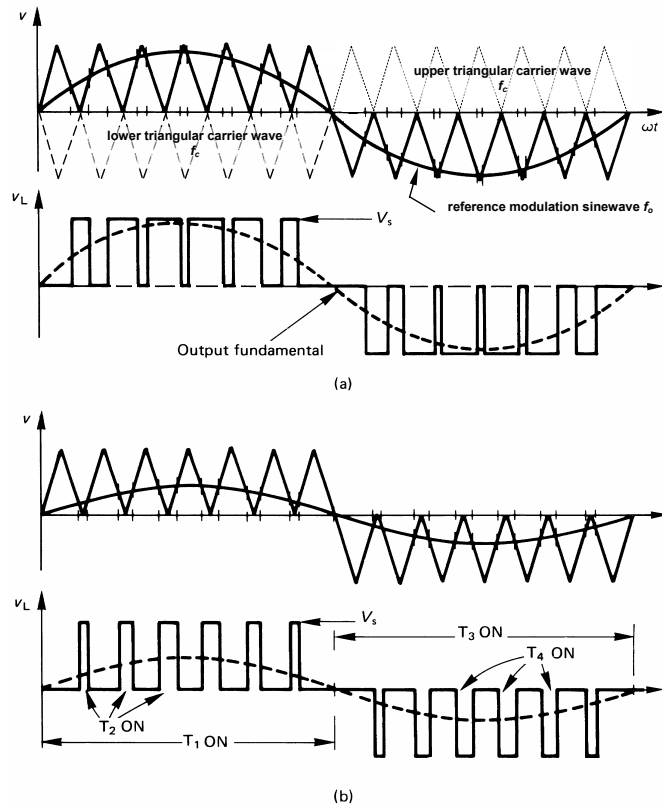 v
upper triangular carrier wave
f_c
lower triangular carrier wave
f_c
ωt
reference modulation sinewave f_o
v_L
V_s
Output fundamental
(a)
v
v_L
V_s
T_3 ON
T_4 ON
T_2 ON
T_1 ON
(b)